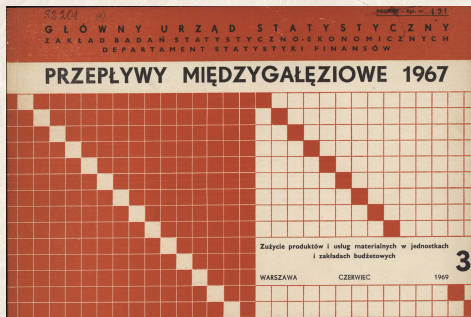 GŁÓWNY URZĄD STATYSTYCZNY
ZAKŁAD BADAŃ STATYSTYCZNO-EKONOMICZNYCH
DEPARTAMENT STATYSTYKI FINANSÓW
PRZEPŁYWY MIĘDZYGAŁĘZIOWE 1967
Zużycie produktów i usług materialnych w jednostkach
i zakładach budżetowych
3
WARSZAWA CZERWIEC 1969